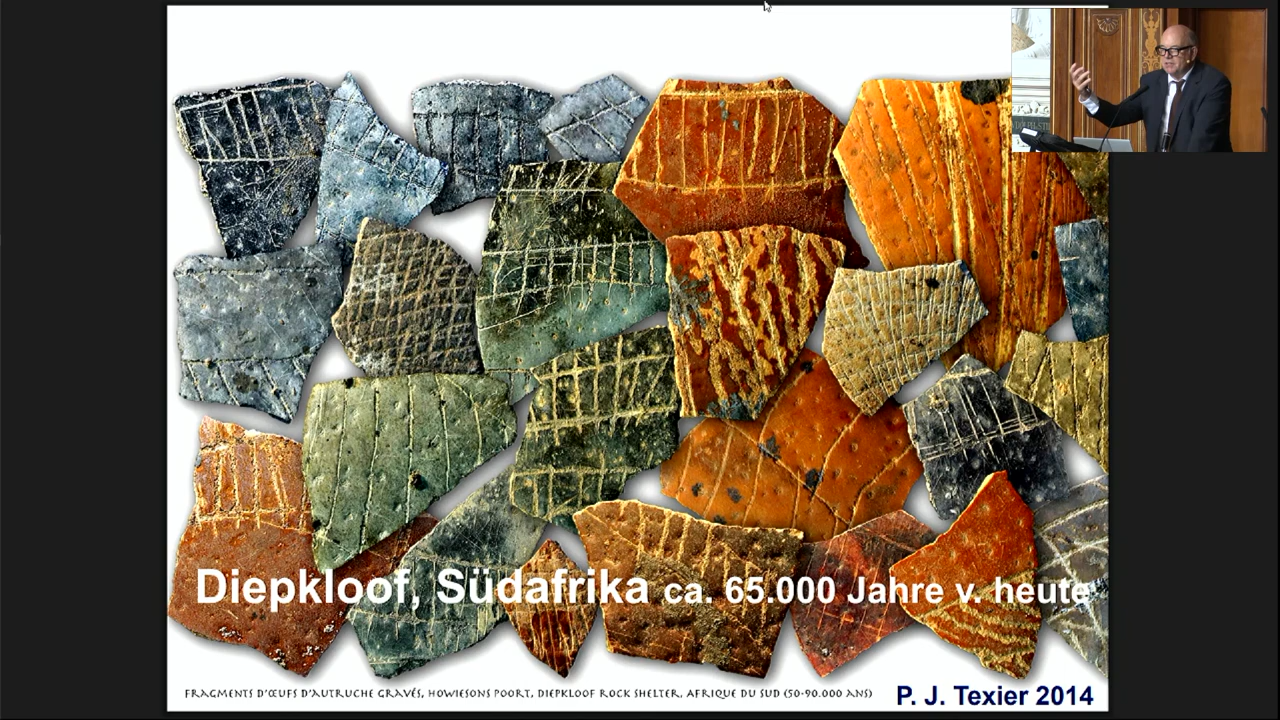 Diepkloof, Südafrika ca. 65.000 Jahre v. heute
FRAGMENTS D'ŒUFS D'AUTRUCHE GRAVÉS, HOWIESONS POORT, DIEPKLOOF ROCK SHELTER, AFRIQUE DU SUD (50-90.000 ANS)
P. J. Texier 2014